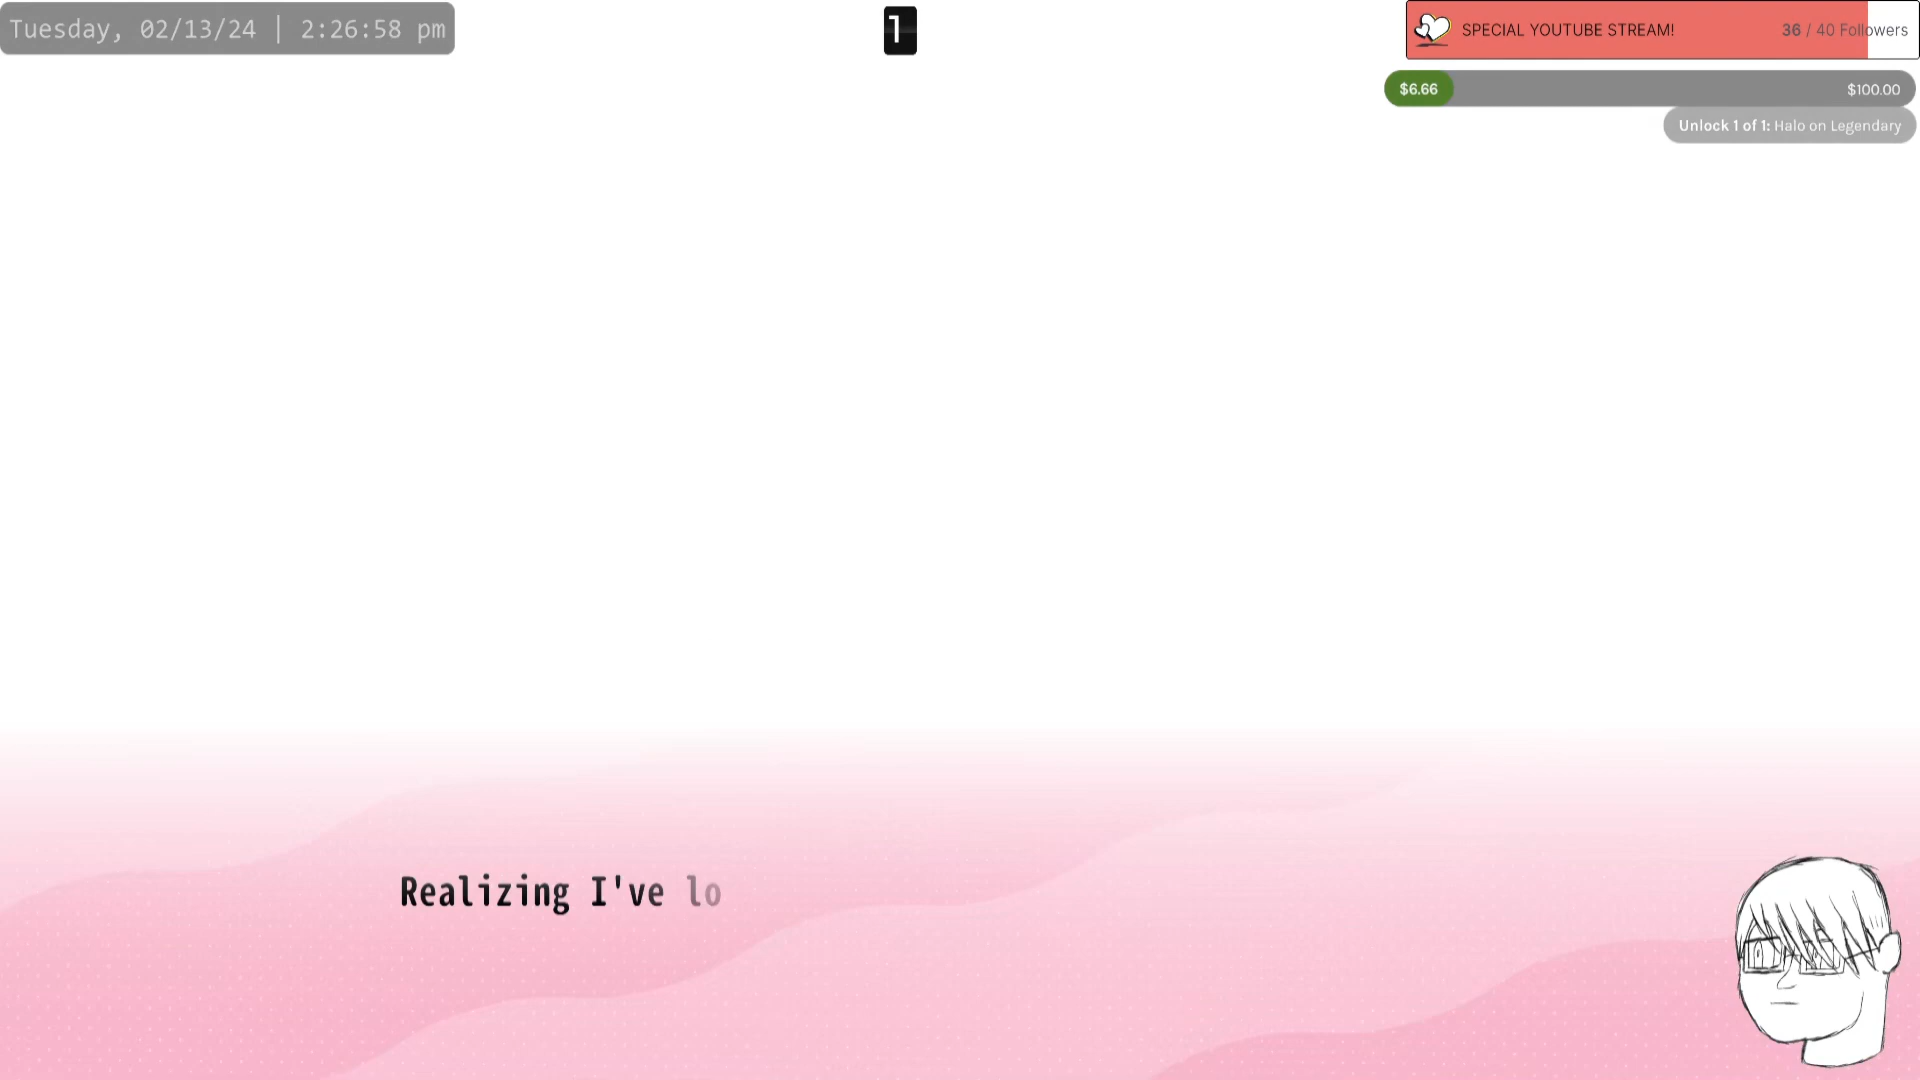 Tuesday, 02/13/24 | 2:26:58 pm
1
SPECIAL YOUTUBE STREAM!
36 / 40 Followers
$6.66
$100.00
Unlock 1 of 1: Halo on Legendary
Realizing I've lo